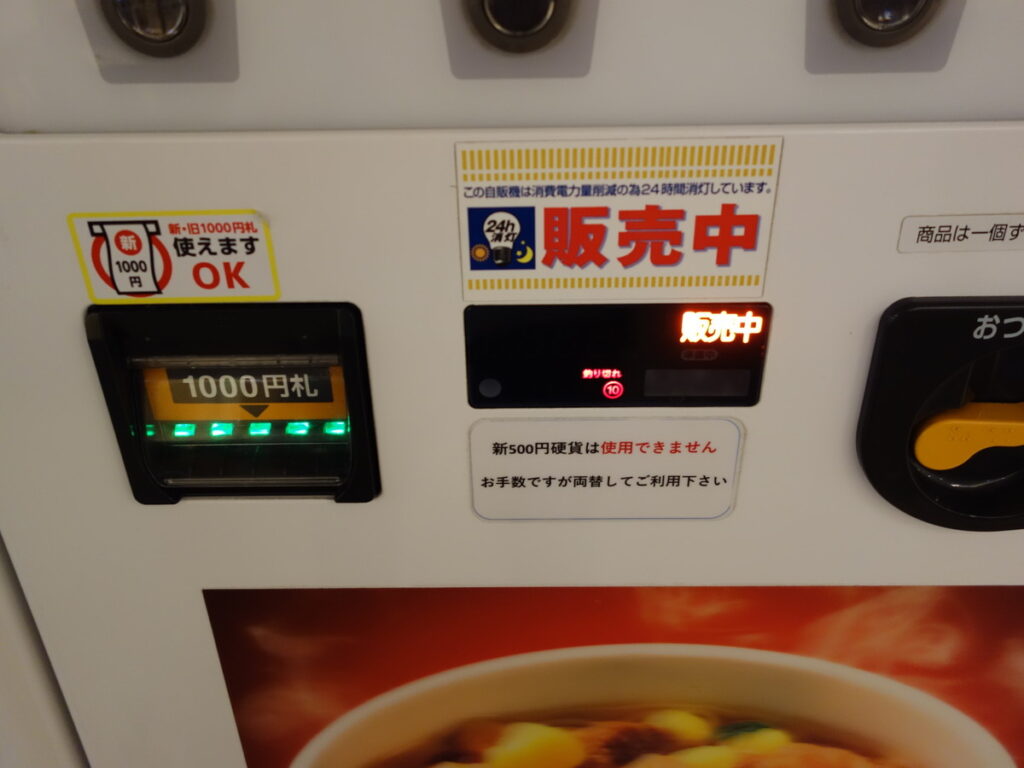 この自販機は消費電力量削減の為24時間消灯しています。
24h
消灯
販売中
新・旧1000円札
使えます
OK
新
1000
円
商品は一個ず
販売中
釣り切れ
10
おつ
1000円札
新500円硬貨は使用できません
お手数ですが両替してご利用下さい